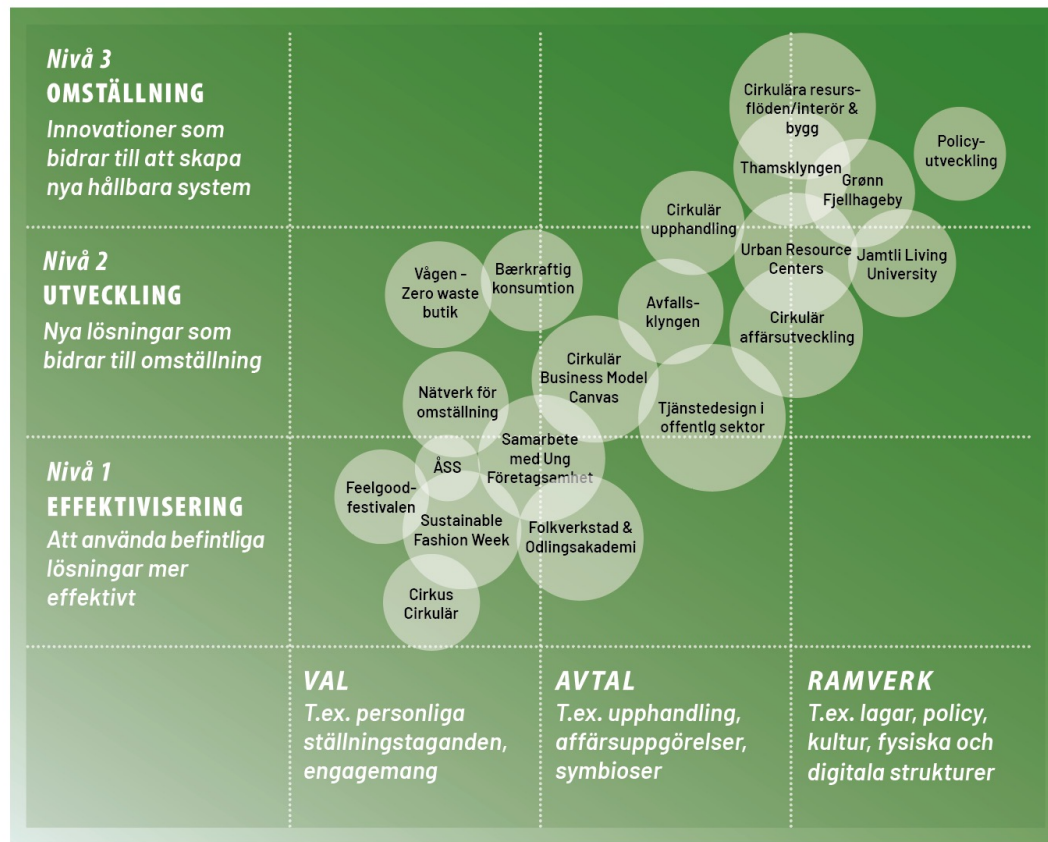 Nivå 3
OMSTÄLLNING
Innovationer som
bidrar till att skapa
nya hållbara system
Cirkulära resurs-
flöden/interör &
bygg
Thamsklyngen
Grønn
Fjellhageby
Policy-
utveckling
Cirkulär
upphandling
Nivå 2
UTVECKLING
Nya lösningar som
bidrar till omställning
Vågen -
Zero waste
butik
Bærkraftig
konsumtion
Urban Resource
Centers
Jamtli Living
University
Avfalls-
klyngen
Cirkulär
affärsutveckling
Cirkulär
Business Model
Canvas
Nätverk för
omställning
Tjänstedesign i
offentlg sektor
Nivå 1
EFFEKTIVISERING
Att använda befintliga
lösningar mer
effektivt
Samarbete
med Ung
Företagsamhet
ÅSS
Feelgood-
festivalen
Sustainable
Fashion Week
Folkverkstad &
Odlingsakademi
Cirkus
Cirkulär
VAL
T.ex. personliga
ställningstaganden,
engagemang
AVTAL
T.ex. upphandling,
affärsuppgörelser,
symbioser
RAMVERK
T.ex. lagar, policy,
kultur, fysiska och
digitala strukturer